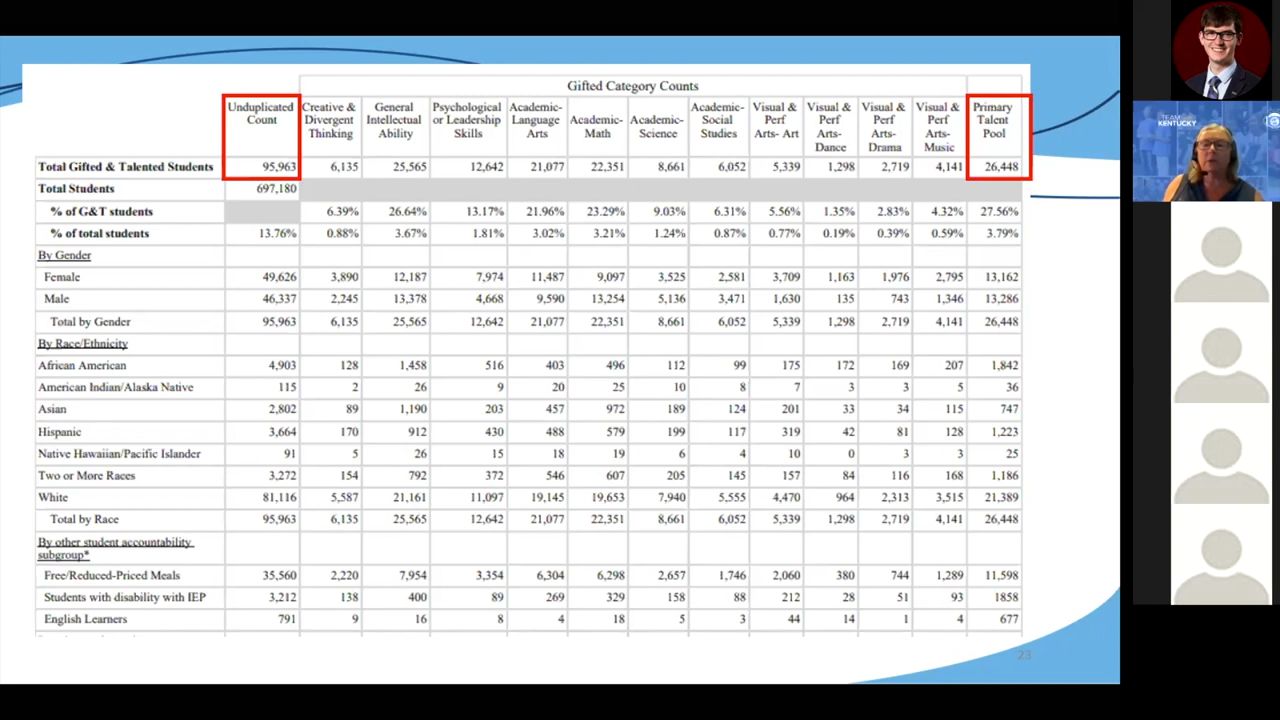 Gifted Category Counts
Unduplicated Count | Creative & Divergent Thinking | General Intellectual Ability | Psychological or Leadership Skills | Academic- Language Arts | Academic- Math | Academic- Science | Academic- Social Studies | Visual & Perf Arts- Art | Visual & Perf Arts- Dance | Visual & Perf Arts- Drama | Visual & Perf Arts- Music | Primary Talent Pool
Total Gifted & Talented Students 95,963 6,135 25,565 12,642 21,077 22,351 8,661 6,052 5,339 1,298 2,719 4,141 26,448
Total Students 697,180
% of G&T students 6.39% 26.64% 13.17% 21.96% 23.29% 9.03% 6.31% 5.56% 1.35% 2.83% 4.32% 27.56%
% of total students 13.76% 0.88% 3.67% 1.81% 3.02% 3.21% 1.24% 0.87% 0.77% 0.19% 0.39% 0.59% 3.79%
By Gender
Female 49,626 3,890 12,187 7,974 11,487 9,097 3,525 2,581 3,709 1,163 1,976 2,795 13,162
Male 46,337 2,245 13,378 4,668 9,590 13,254 5,136 3,471 1,630 135 743 1,346 13,286
Total by Gender 95,963 6,135 25,565 12,642 21,077 22,351 8,661 6,052 5,339 1,298 2,719 4,141 26,448
By Race/Ethnicity
African American 4,903 128 1,458 516 403 496 112 99 175 172 169 207 1,842
American Indian/Alaska Native 115 2 26 9 20 25 10 8 7 3 3 5 36
Asian 2,802 89 1,190 203 457 972 189 124 201 33 34 115 747
Hispanic 3,664 170 912 430 488 579 199 117 319 42 81 128 1,223
Native Hawaiian/Pacific Islander 91 5 26 15 18 19 6 4 10 0 3 3 25
Two or More Races 3,272 154 792 372 546 607 205 145 157 84 116 168 1,186
White 81,116 5,587 21,161 11,097 19,145 19,653 7,940 5,555 4,470 964 2,313 3,515 21,389
Total by Race 95,963 6,135 25,565 12,642 21,077 22,351 8,661 6,052 5,339 1,298 2,719 4,141 26,448
By other student accountability
subgroup*
Free/Reduced-Priced Meals 35,560 2,220 7,954 3,354 6,304 6,298 2,657 1,746 2,060 380 744 1,289 11,598
Students with disability with IEP 3,212 138 400 89 269 329 158 88 212 28 51 93 1858
English Learners 791 9 16 8 4 18 5 3 44 14 1 4 677
23
TEAM
KENTUCKY